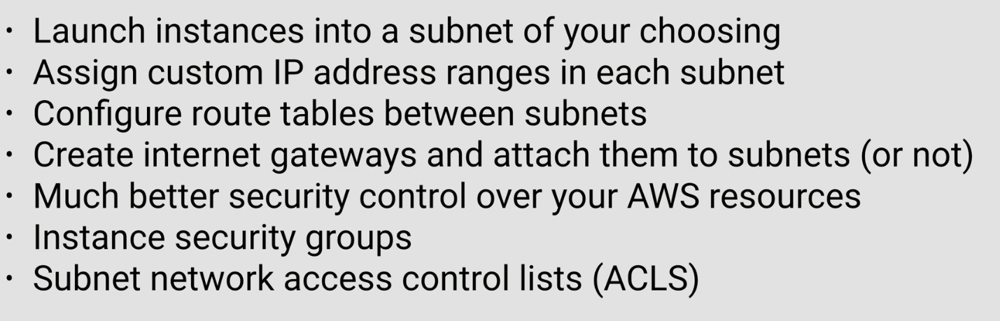 · Launch instances into a subnet of your choosing
· Assign custom IP address ranges in each subnet
· Configure route tables between subnets
· Create internet gateways and attach them to subnets (or not)
· Much better security control over your AWS resources
· Instance security groups
· Subnet network access control lists (ACLS)